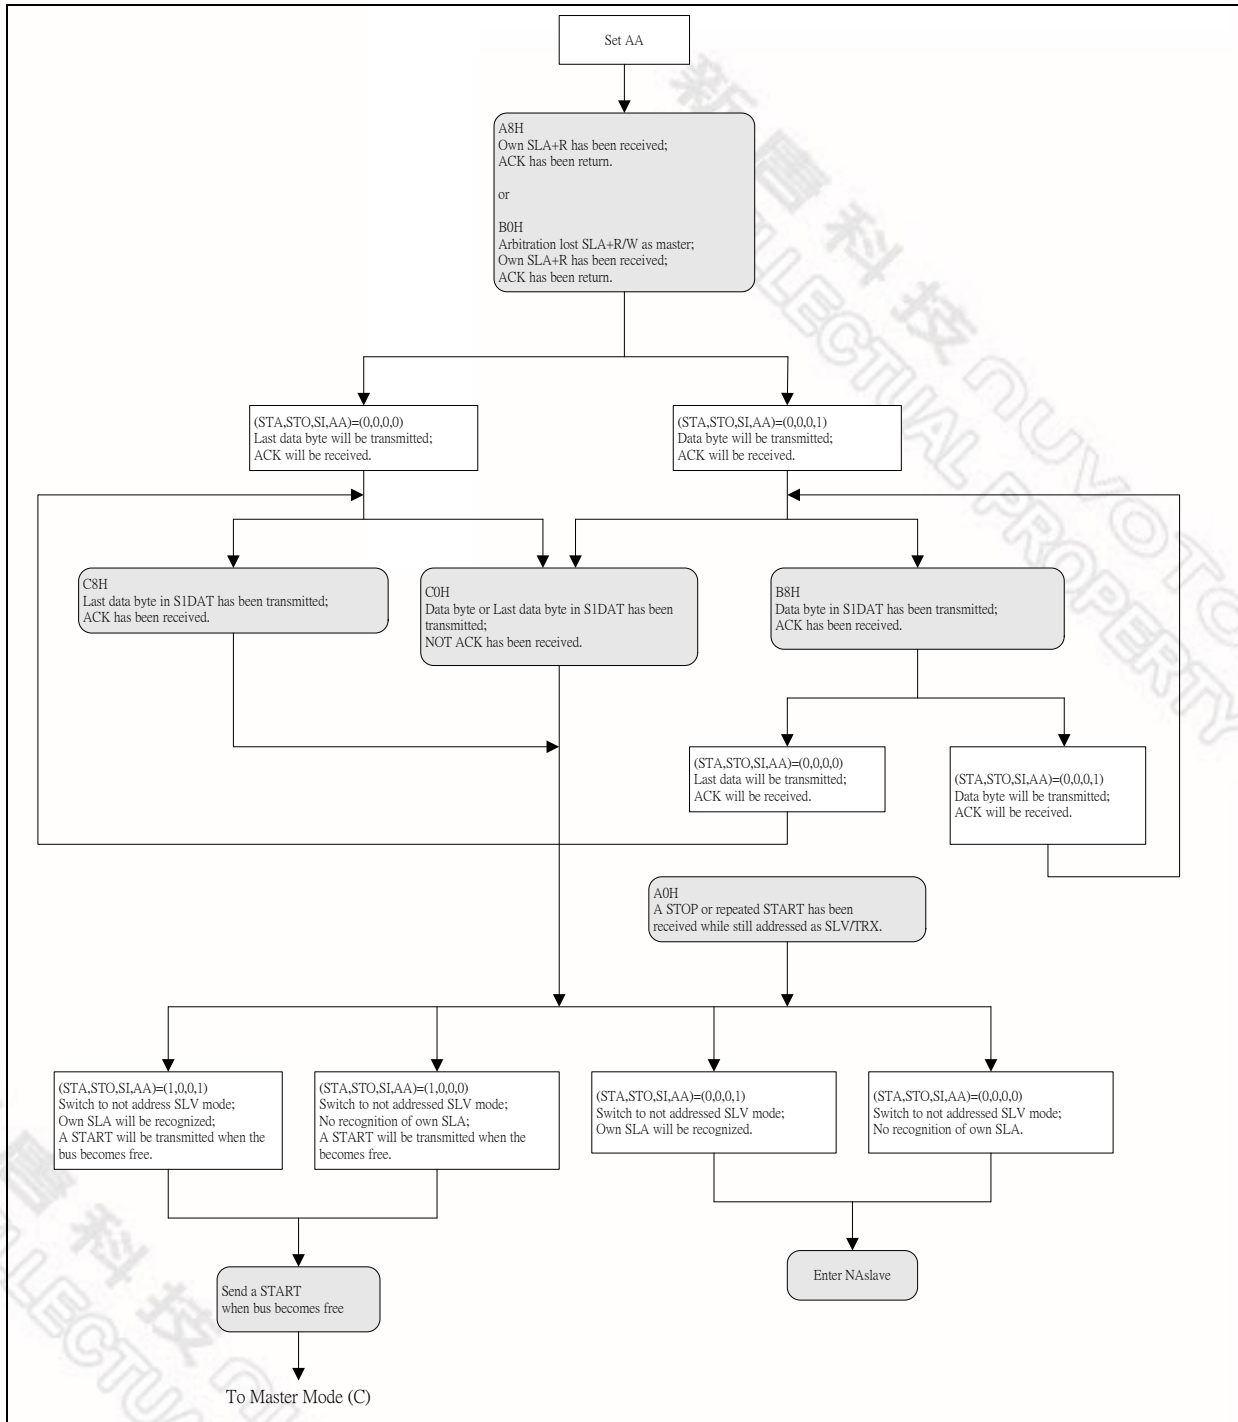 Set AA
A8H
Own SLA+R has been received;
ACK has been return.
or
B0H
Arbitration lost SLA+R/W as master;
Own SLA+R has been received;
ACK has been return.
(STA,STO,SI,AA)=(0,0,0,0)
Last data byte will be transmitted;
ACK will be received.
(STA,STO,SI,AA)=(0,0,0,1)
Data byte will be transmitted;
ACK will be received.
C8H
Last data byte in S1DAT has been transmitted;
ACK has been received.
C0H
Data byte or Last data byte in S1DAT has been
transmitted;
NOT ACK has been received.
B8H
Data byte in S1DAT has been transmitted;
ACK has been received.
(STA,STO,SI,AA)=(0,0,0,0)
Last data will be transmitted;
ACK will be received.
(STA,STO,SI,AA)=(0,0,0,1)
Data byte will be transmitted;
ACK will be received.
A0H
A STOP or repeated START has been
received while still addressed as SLV/TRX.
(STA,STO,SI,AA)=(1,0,0,1)
Switch to not address SLV mode;
Own SLA will be recognized;
A START will be transmitted when the
bus becomes free.
(STA,STO,SI,AA)=(1,0,0,0)
Switch to not addressed SLV mode;
No recognition of own SLA;
A START will be transmitted when the
becomes free.
(STA,STO,SI,AA)=(0,0,0,1)
Switch to not addressed SLV mode;
Own SLA will be recognized.
(STA,STO,SI,AA)=(0,0,0,0)
Switch to not addressed SLV mode;
No recognition of own SLA.
Send a START
when bus becomes free
Enter NAslave
To Master Mode (C)
新唐科技 nuvoTo
LLECTUAL PROPERTY
唐科技 nu
LLECTUAL